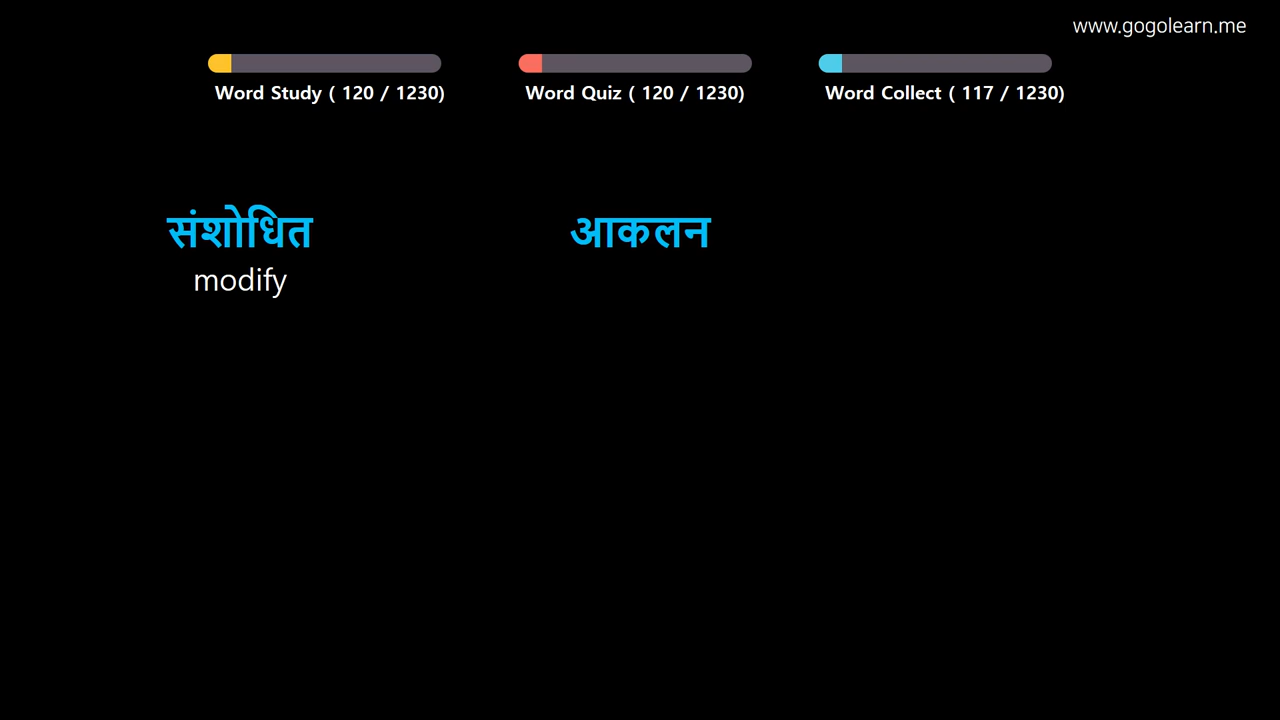 www.gogolearn.me
Word Study ( 120 / 1230)
Word Quiz ( 120 / 1230)
Word Collect ( 117 / 1230)
संशोधित
modify
आकलन